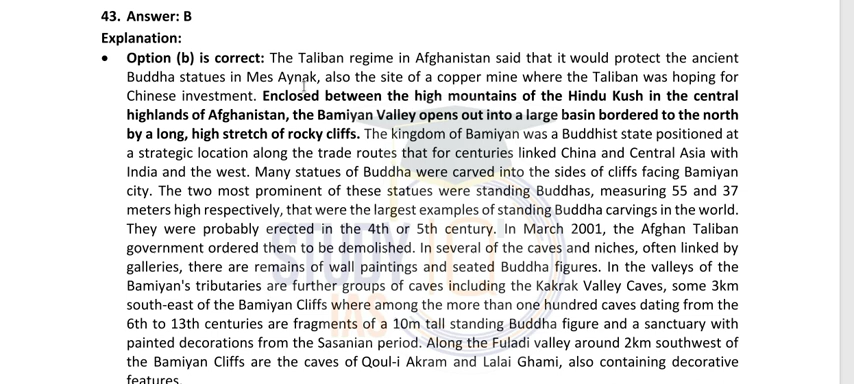 43. Answer: B
Explanation:
• Option (b) is correct: The Taliban regime in Afghanistan said that it would protect the ancient
Buddha statues in Mes Aynak, also the site of a copper mine where the Taliban was hoping for
Chinese investment. Enclosed between the high mountains of the Hindu Kush in the central
highlands of Afghanistan, the Bamiyan Valley opens out into a large basin bordered to the north
by a long, high stretch of rocky cliffs. The kingdom of Bamiyan was a Buddhist state positioned at
a strategic location along the trade routes that for centuries linked China and Central Asia with
India and the west. Many statues of Buddha were carved into the sides of cliffs facing Bamiyan
city. The two most prominent of these statues were standing Buddhas, measuring 55 and 37
meters high respectively, that were the largest examples of standing Buddha carvings in the world.
They were probably erected in the 4th or 5th century. In March 2001, the Afghan Taliban
government ordered them to be demolished. In several of the caves and niches, often linked by
galleries, there are remains of wall paintings and seated Buddha figures. In the valleys of the
Bamiyan's tributaries are further groups of caves including the Kakrak Valley Caves, some 3km
south-east of the Bamiyan Cliffs where among the more than one hundred caves dating from the
6th to 13th centuries are fragments of a 10m tall standing Buddha figure and a sanctuary with
painted decorations from the Sasanian period. Along the Fuladi valley around 2km southwest of
the Bamiyan Cliffs are the caves of Qoul-i Akram and Lalai Ghami, also containing decorative
features.
STUDY IQ
IAS